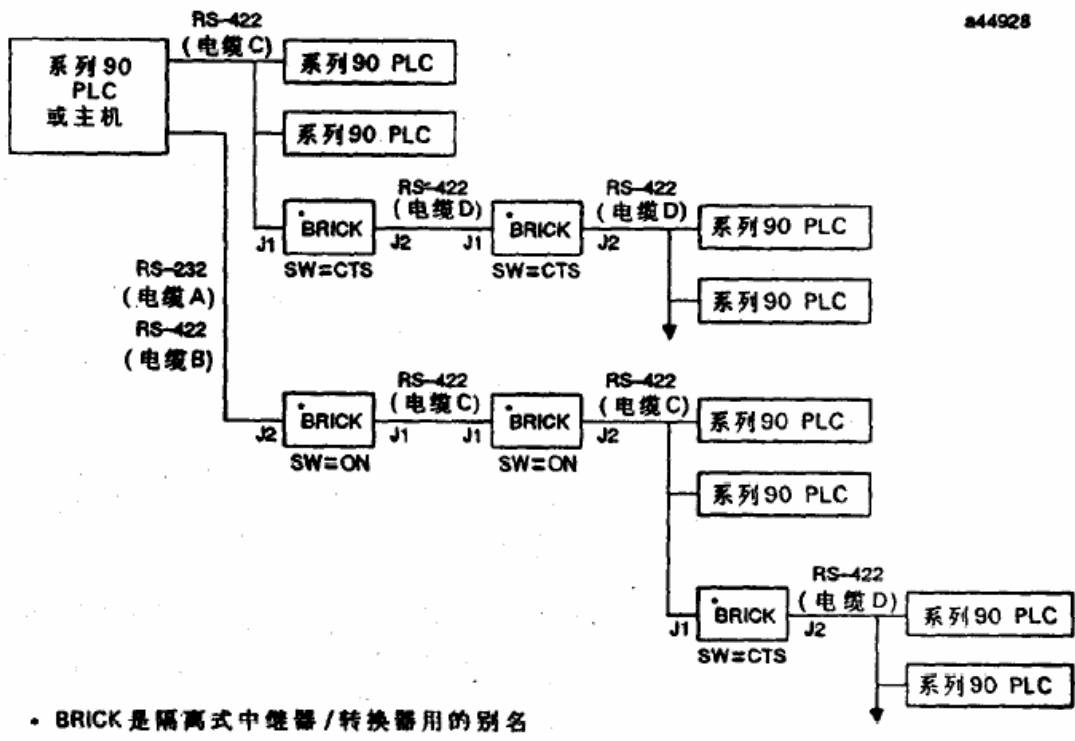 RS-422
(电缆C)
a44928
系列90
PLC
或主机
系列90 PLC
系列90 PLC
RS-422
(电缆D)
RS-422
(电缆D)
*BRICK
*BRICK
系列90 PLC
J1
J2
J1
J2
SW=CTS
SW=CTS
RS-232
(电缆A)
系列90 PLC
RS-422
(电缆B)
RS-422
(电缆C)
RS-422
(电缆C)
*BRICK
*BRICK
系列90 PLC
J2
J1
J1
J2
SW=ON
SW=ON
系列90 PLC
RS-422
(电缆D)
*BRICK
系列90 PLC
J1
J2
SW=CTS
系列90 PLC
• BRICK是隔离式中继器/转换器用的别名